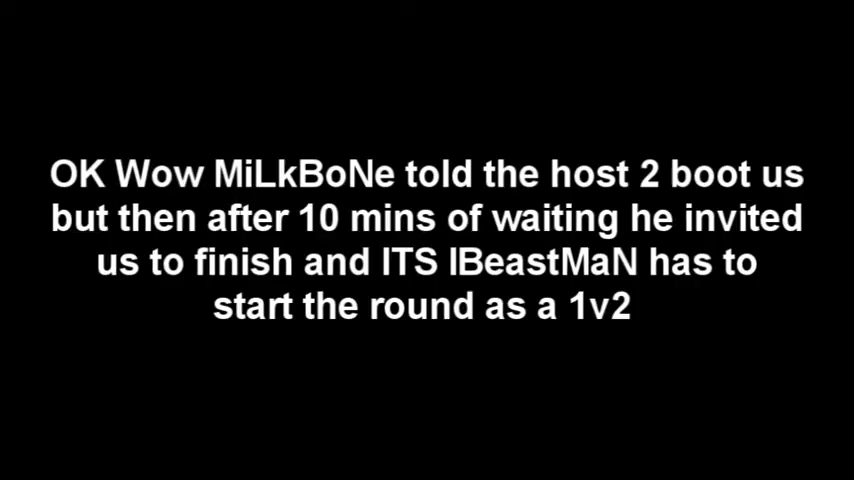 OK Wow MiLkBoNe told the host 2 boot us
but then after 10 mins of waiting he invited
us to finish and ITS IBeastMaN has to
start the round as a 1v2